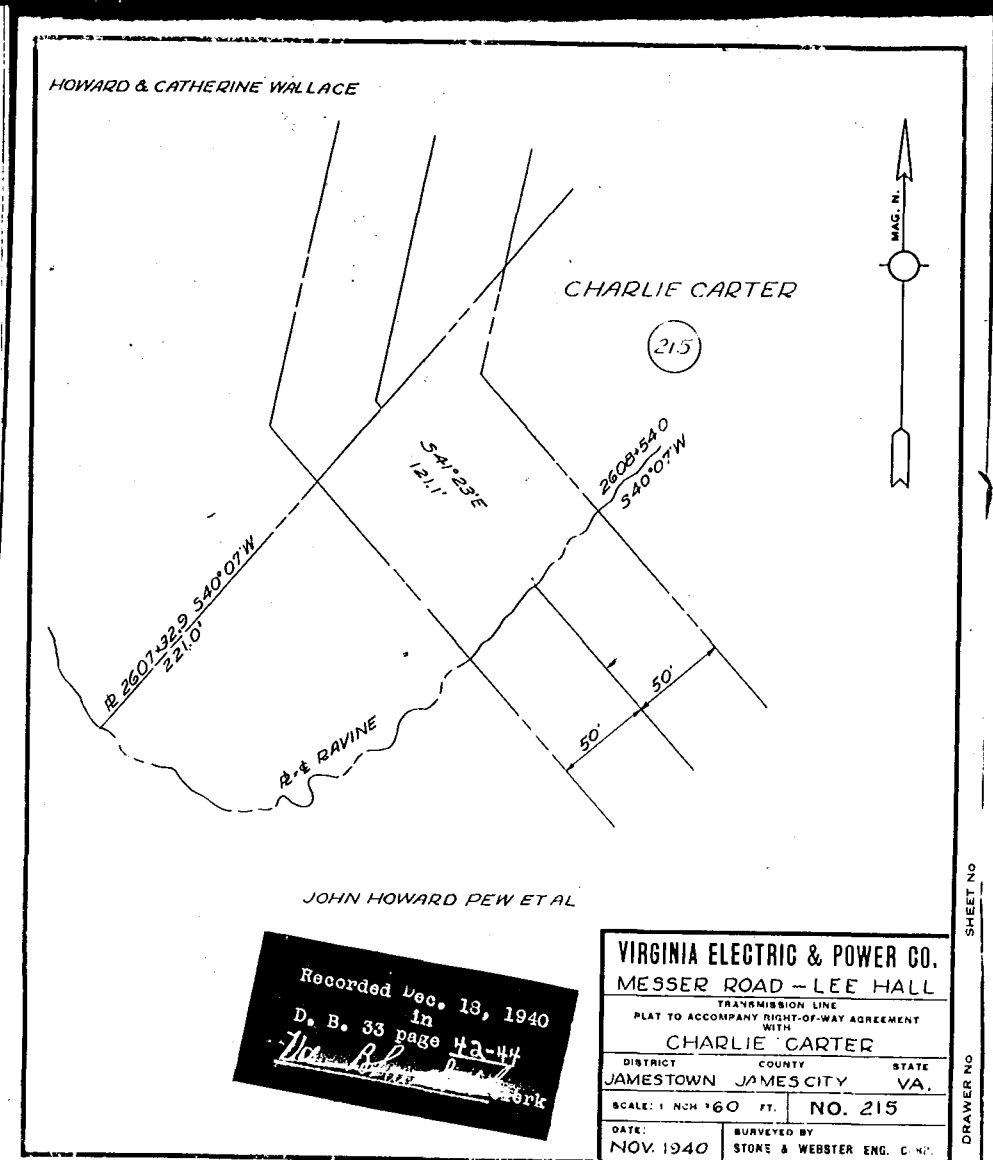 HOWARD & CATHERINE WALLACE
MAG. N.
CHARLIE CARTER
215
S41°23'E
121.1'
2608+54.0
S40°07'W
℞ 2607+32.9 S40°07'W
221.0'
RAVINE
50'
50'
JOHN HOWARD PEW ET AL
SHEET No
DRAWER No
Recorded Dec. 18, 1940
in
D. B. 33 page 42-44
VIRGINIA ELECTRIC & POWER CO.
MESSER ROAD - LEE HALL
TRANSMISSION LINE
PLAT TO ACCOMPANY RIGHT-OF-WAY AGREEMENT
WITH
CHARLIE CARTER
DISTRICT COUNTY STATE
JAMESTOWN JAMES CITY VA.
SCALE: 1 INCH = 60 FT. NO. 215
DATE: SURVEYED BY
NOV. 1940 STONE & WEBSTER ENG.